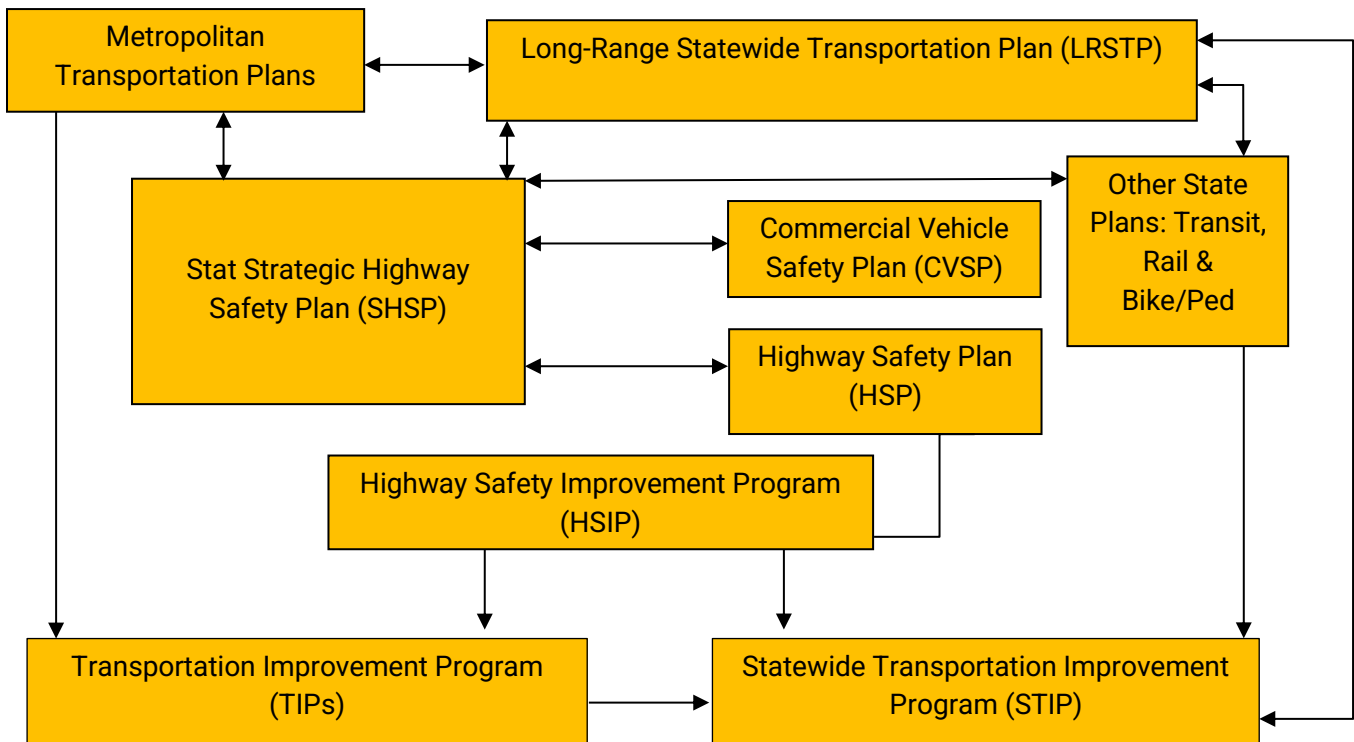 Metropolitan
Transportation Plans
Long-Range Statewide Transportation Plan (LRSTP)
Other State
Plans: Transit,
Rail &
Bike/Ped
Stat Strategic Highway
Safety Plan (SHSP)
Commercial Vehicle
Safety Plan (CVSP)
Highway Safety Plan
(HSP)
Highway Safety Improvement Program
(HSIP)
Transportation Improvement Program
(TIPs)
Statewide Transportation Improvement
Program (STIP)